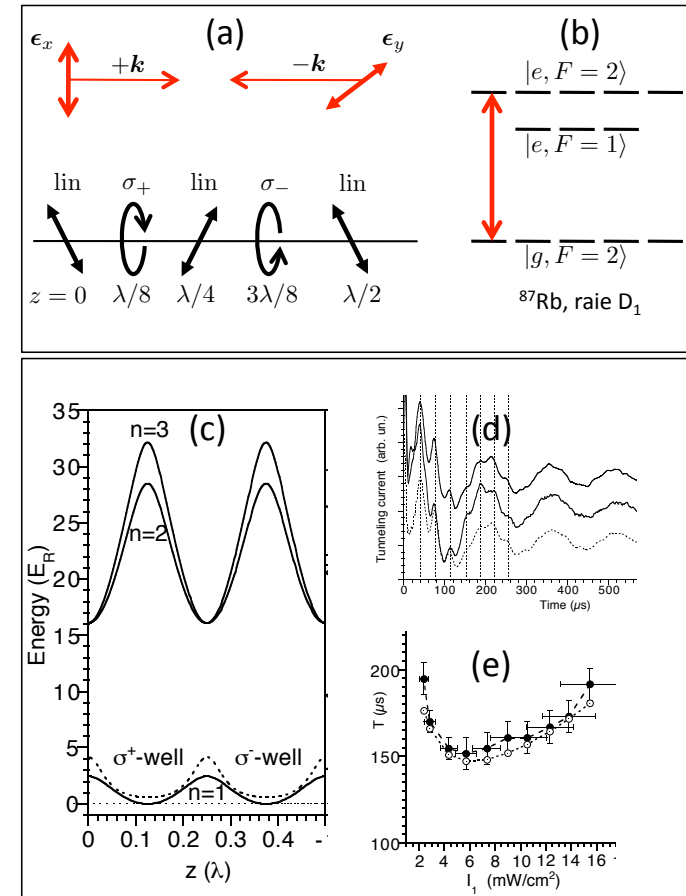 (a)
ϵx
+k
−k
ϵy
lin
σ+
lin
σ−
lin
z = 0
λ/8
λ/4
3λ/8
λ/2
(b)
|e, F = 2⟩
|e, F = 1⟩
|g, F = 2⟩
⁸⁷Rb, raie D₁
(c)
35
30
25
20
15
10
5
0
Energy (E_R)
n=3
n=2
σ⁺-well
σ⁻-well
n=1
0
0.1
0.2
0.3
0.4
z (λ)
(d)
Tunneling current (arb. un.)
0
100
200
300
400
500
Time (µs)
(e)
200
150
100
T (µs)
2 4 6 8 10 12 14 16
I₁ (mW/cm²)